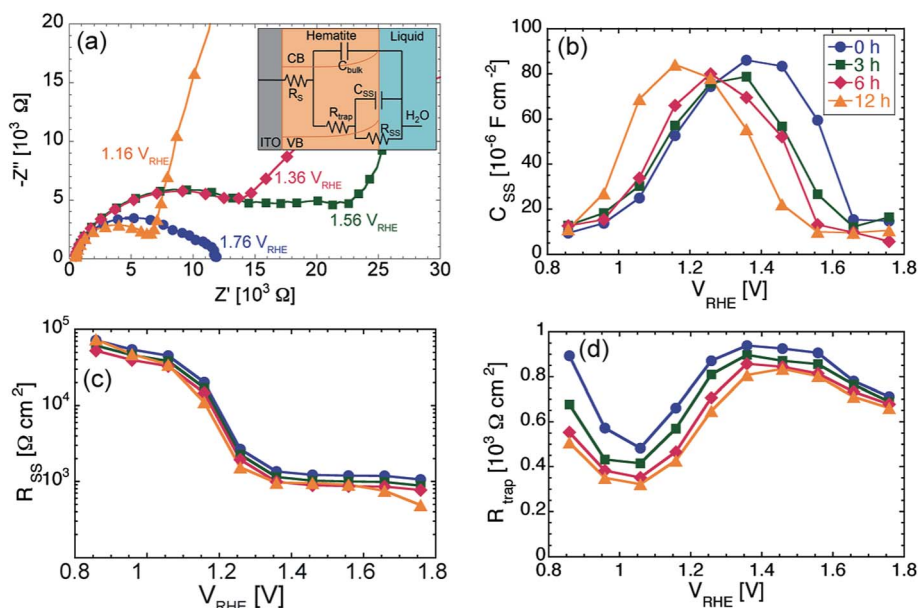 (a)
20
15
10
5
0
-Z'' [10³ Ω]
0 5 10 15 20 25 30
Z' [10³ Ω]
1.16 V_RHE
1.36 V_RHE
1.56 V_RHE
1.76 V_RHE
Hematite Liquid
CB
C_bulk
R_S
C_SS
R_trap
R_SS
H₂O
ITO VB
(b)
100
80
60
40
20
0
C_SS [10⁻⁶ F cm⁻²]
0 h
3 h
6 h
12 h
0.8 1 1.2 1.4 1.6 1.8
V_RHE [V]
(c)
10⁵
10⁴
10³
R_SS [Ω cm²]
0.8 1 1.2 1.4 1.6 1.8
V_RHE [V]
(d)
1
0.8
0.6
0.4
0.2
0
R_trap [10³ Ω cm²]
0.8 1 1.2 1.4 1.6 1.8
V_RHE [V]